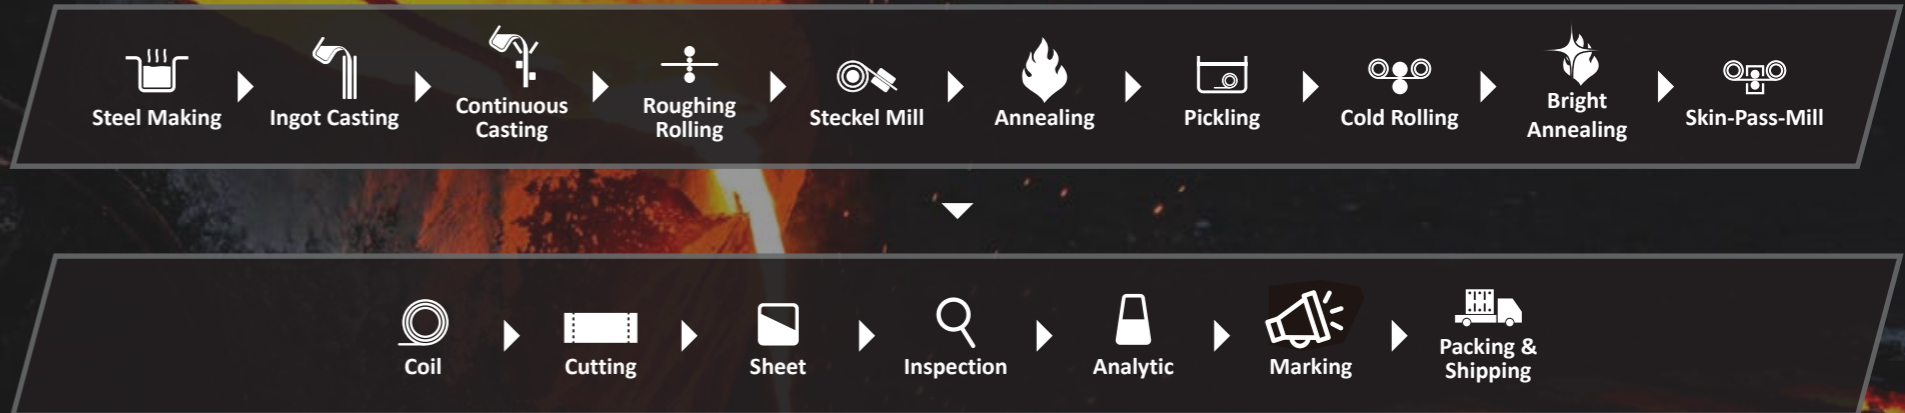 Steel Making
Ingot Casting
Continuous
Casting
Roughing
Rolling
Steckel Mill
Annealing
Pickling
Cold Rolling
Bright
Annealing
Skin-Pass-Mill
Coil
Cutting
Sheet
Inspection
Analytic
Marking
Packing &
Shipping